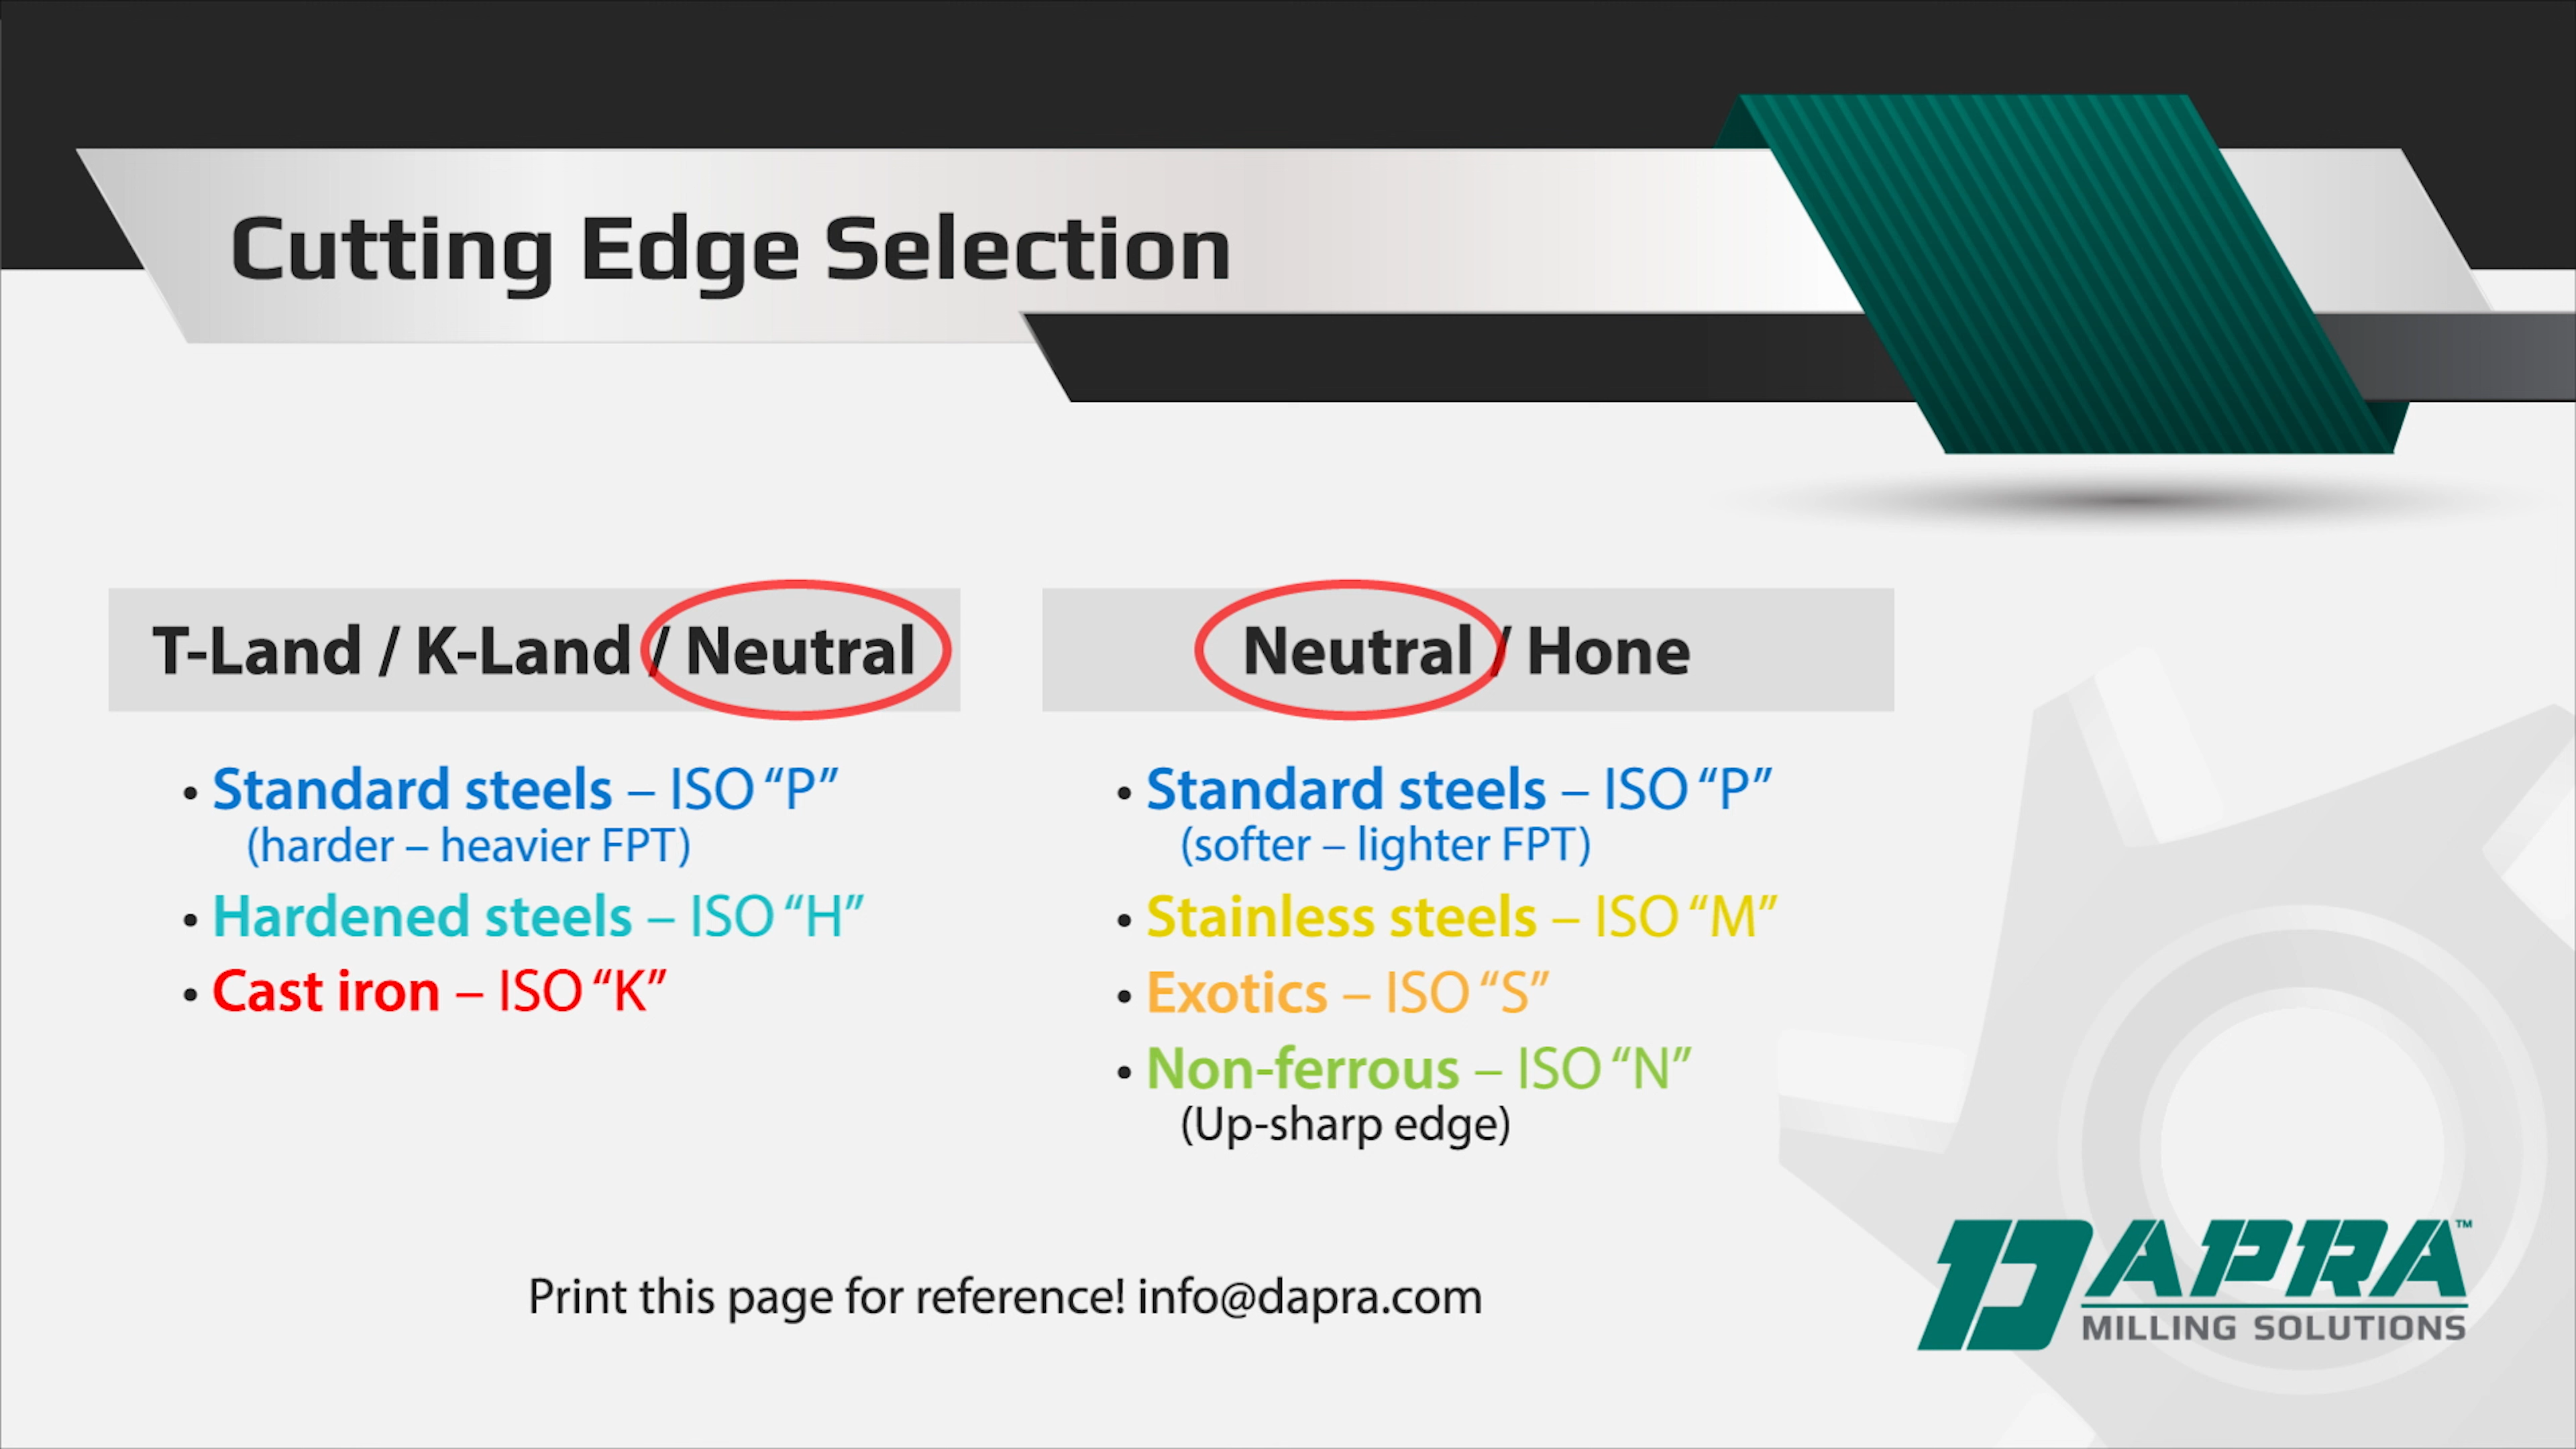 Cutting Edge Selection
T-Land / K-Land / Neutral
• Standard steels – ISO “P”
(harder – heavier FPT)
• Hardened steels – ISO “H”
• Cast iron – ISO “K”
Neutral / Hone
• Standard steels – ISO “P”
(softer – lighter FPT)
• Stainless steels – ISO “M”
• Exotics – ISO “S”
• Non-ferrous – ISO “N”
(Up-sharp edge)
Print this page for reference! info@dapra.com
DAPRA™
MILLING SOLUTIONS